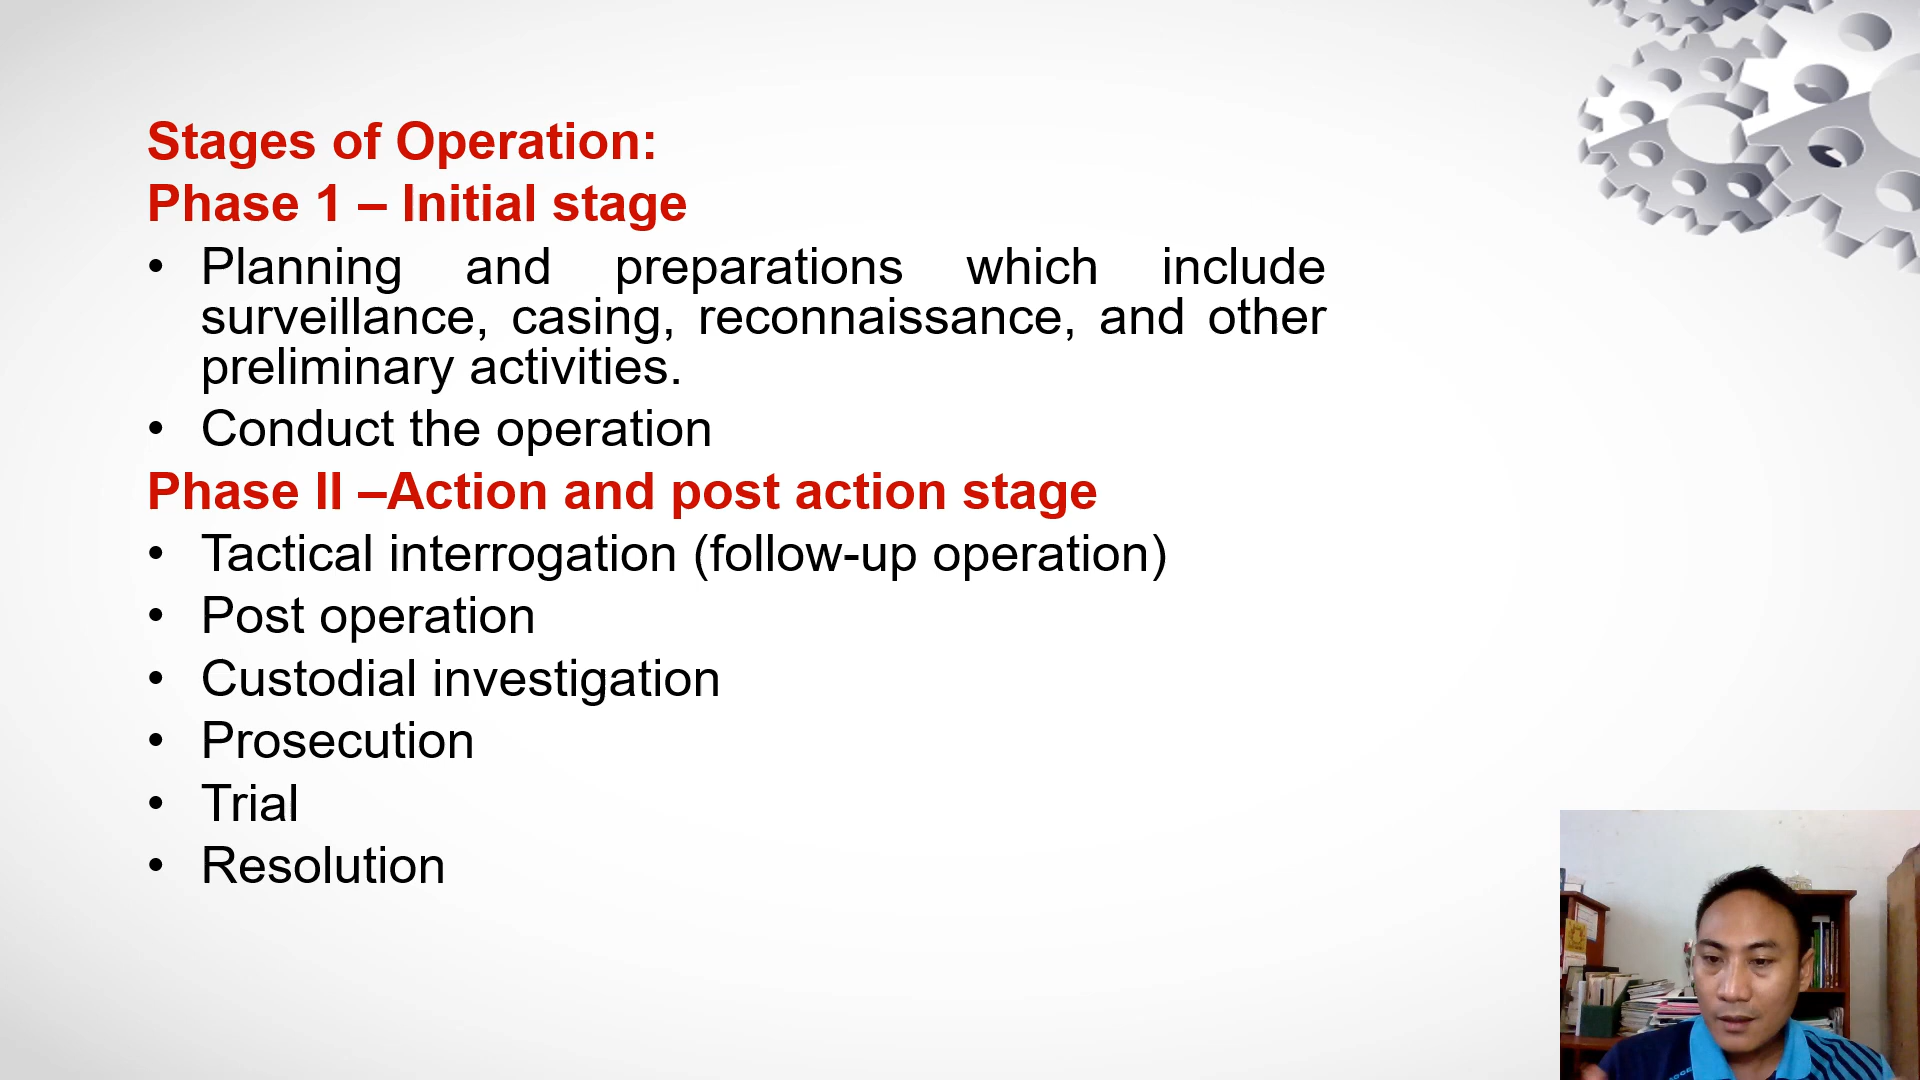 Stages of Operation:
Phase 1 – Initial stage
• Planning and preparations which include
surveillance, casing, reconnaissance, and other
preliminary activities.
• Conduct the operation
Phase II –Action and post action stage
• Tactical interrogation (follow-up operation)
• Post operation
• Custodial investigation
• Prosecution
• Trial
• Resolution